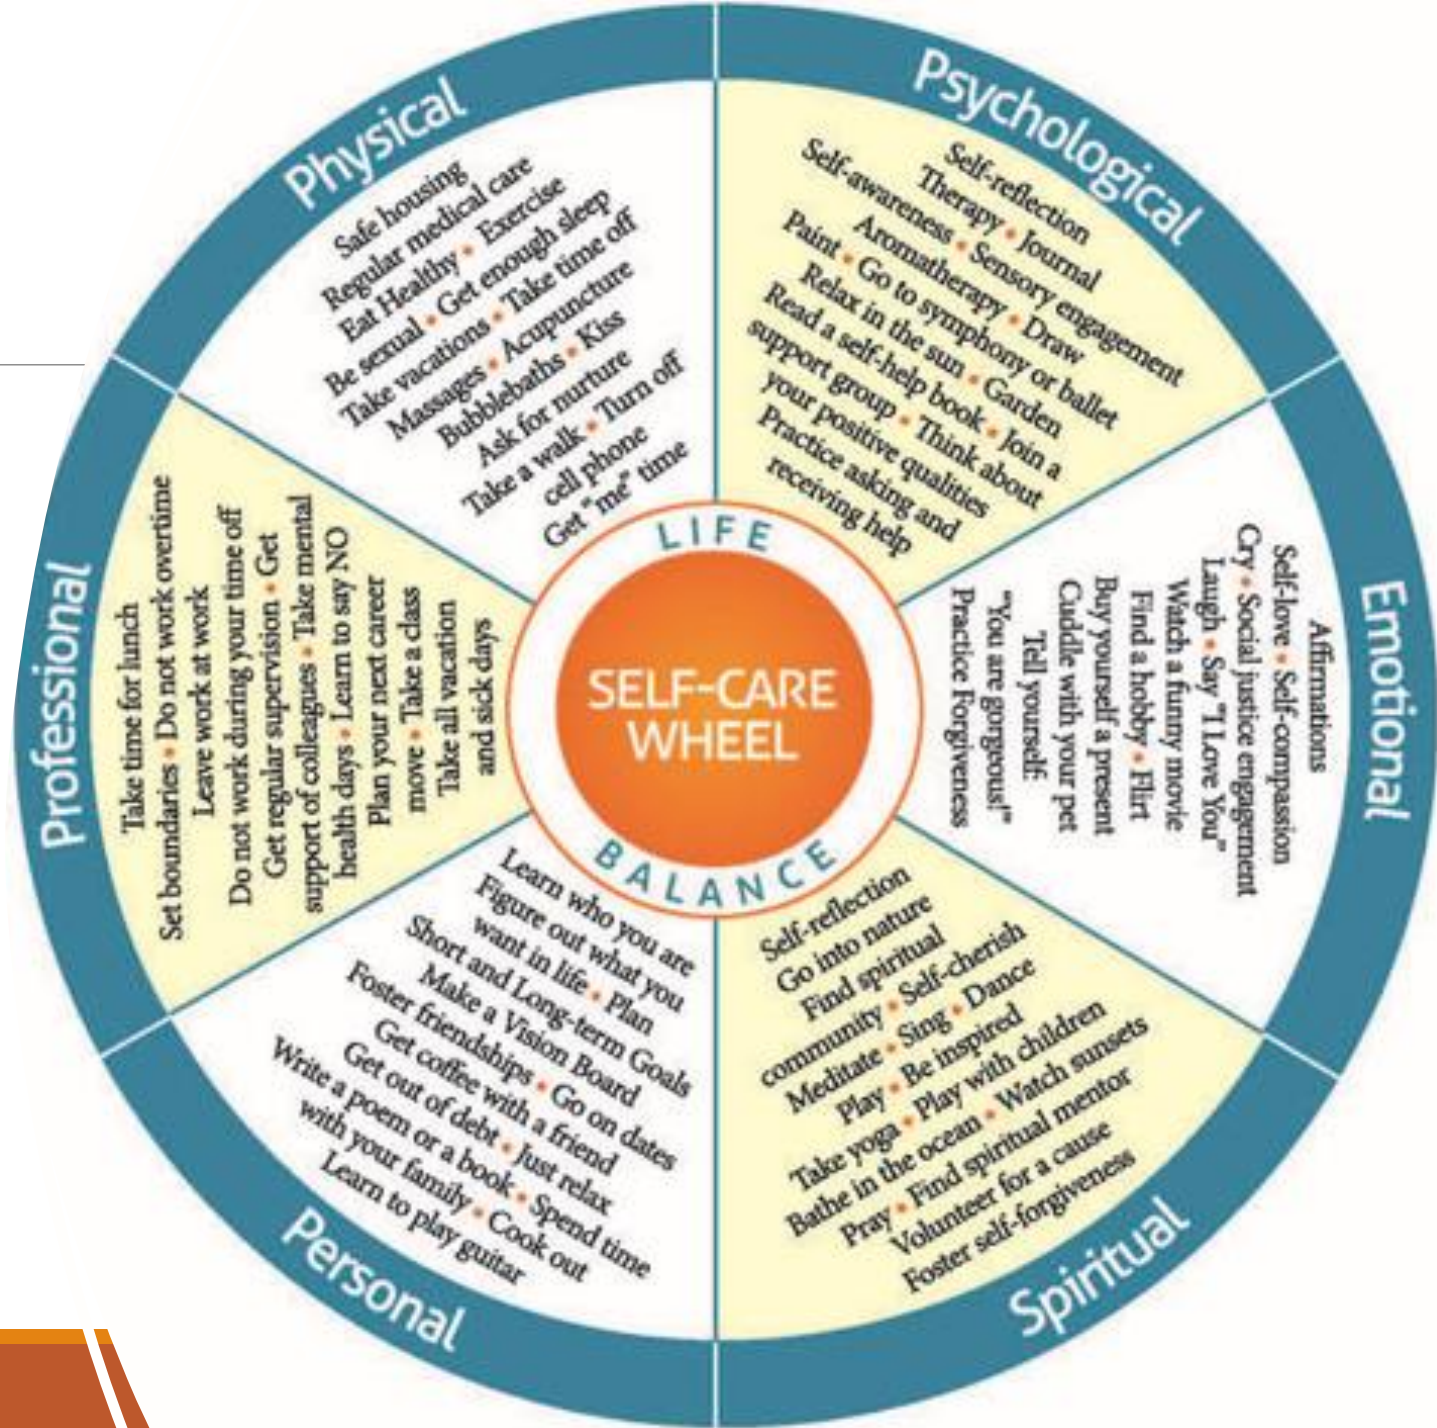 Physical
Safe housing
Regular medical care
Eat Healthy • Exercise
Be sexual • Get enough sleep
Take vacations • Take time off
Massages • Acupuncture
Bubblebaths • Kiss
Ask for nurture
Take a walk • Turn off
cell phone
Get "me" time
Psychological
Self-reflection
Therapy • Journal
Self-awareness • Sensory engagement
Aromatherapy • Draw
Paint • Go to symphony or ballet
Relax in the sun • Garden
Read a self-help book • Join a
support group • Think about
your positive qualities
Practice asking and
receiving help
Emotional
Affirmations
Self-love • Self-compassion
Cry • Social justice engagement
Laugh • Say "I Love You"
Watch a funny movie
Find a hobby • Flirt
Buy yourself a present
Cuddle with your pet
Tell yourself:
"You are gorgeous!"
Practice Forgiveness
Spiritual
Self-reflection
Go into nature
Find spiritual
community • Self-cherish
Meditate • Sing • Dance
Play • Be inspired
Take yoga • Play with children
Bathe in the ocean • Watch sunsets
Pray • Find spiritual mentor
Volunteer for a cause
Foster self-forgiveness
Personal
Learn who you are
Figure out what you
want in life • Plan
Short and Long-term Goals
Make a Vision Board
Foster friendships • Go on dates
Get coffee with a friend
Get out of debt • Just relax
Write a poem or a book • Spend time
with your family • Cook out
Learn to play guitar
Professional
Take time for lunch
Set boundaries • Do not work overtime
Leave work at work
Do not work during your time off
Get regular supervision • Get
support of colleagues • Take mental
health days • Learn to say NO
Plan your next career
move • Take a class
Take all vacation
and sick days
LIFE
SELF-CARE
WHEEL
BALANCE